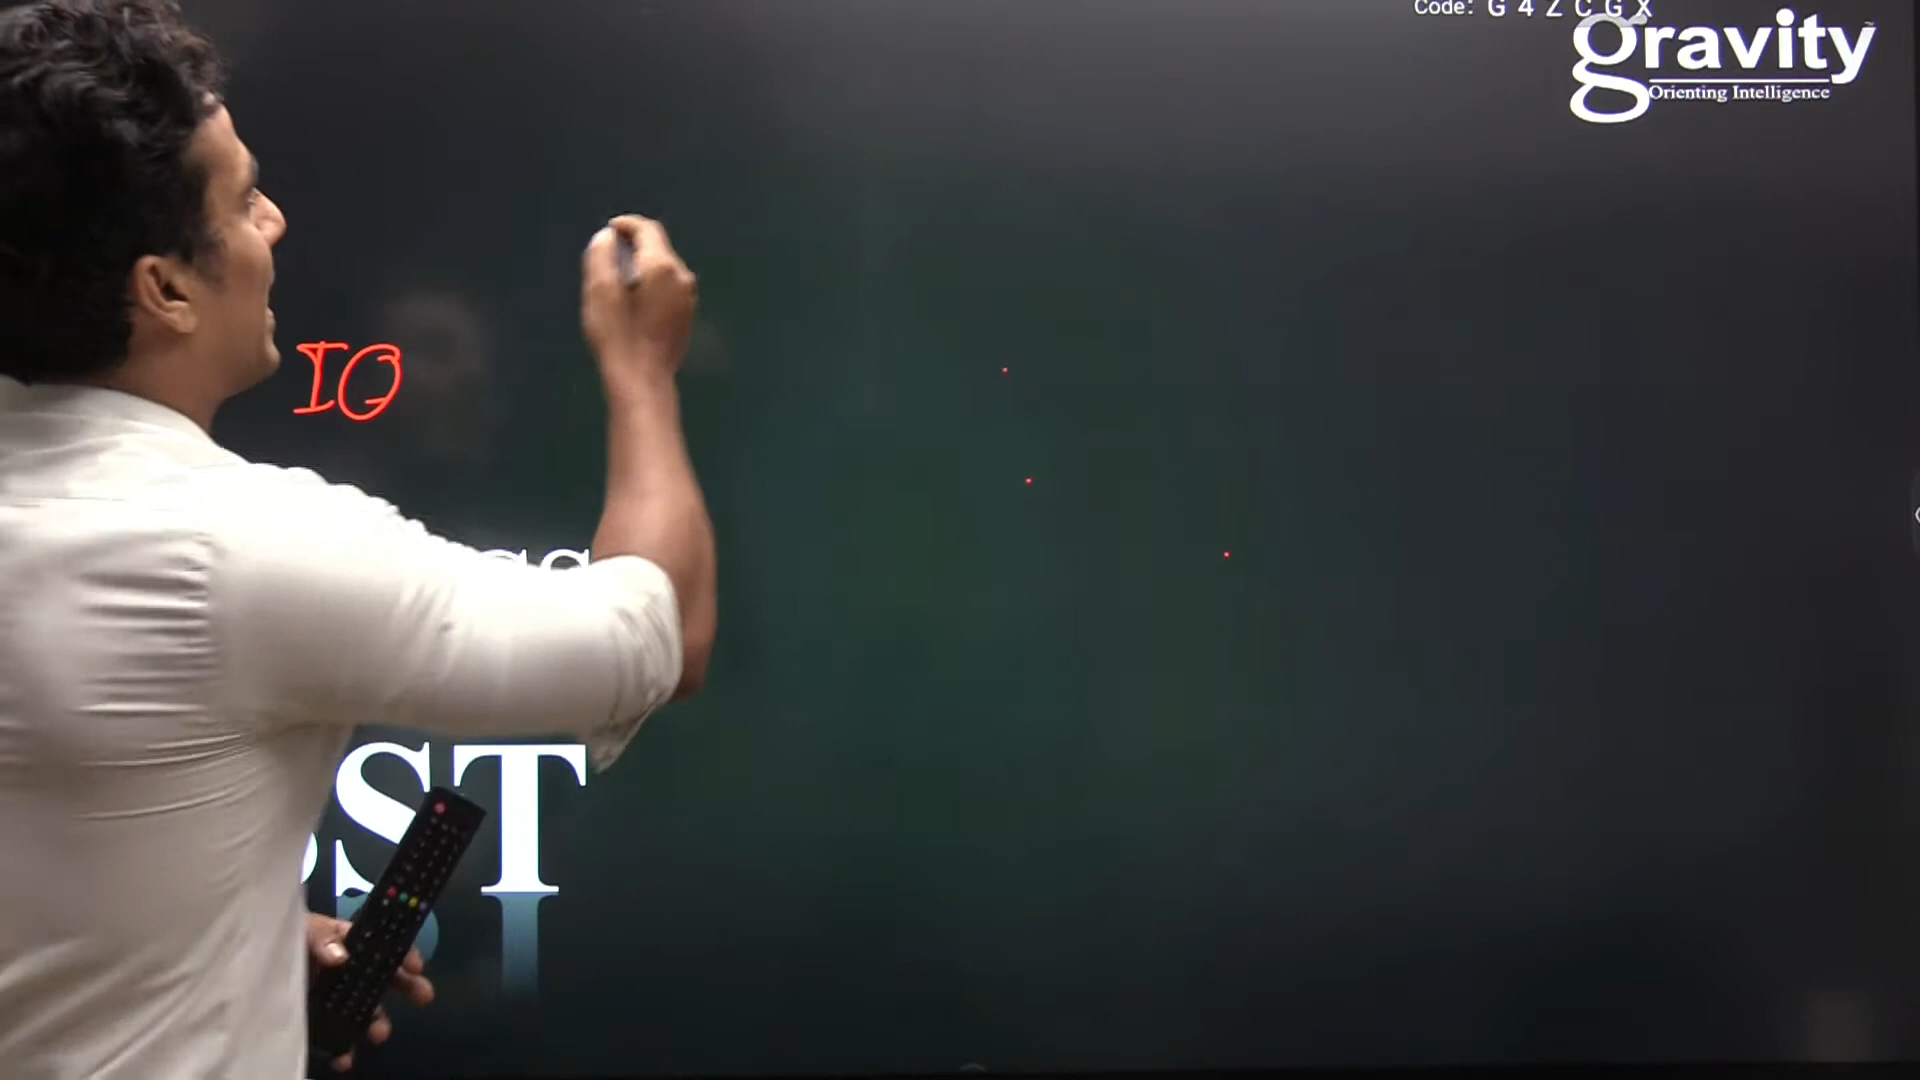 Code: G 4 Z C G X
gravity
Orienting Intelligence
IQ
ST